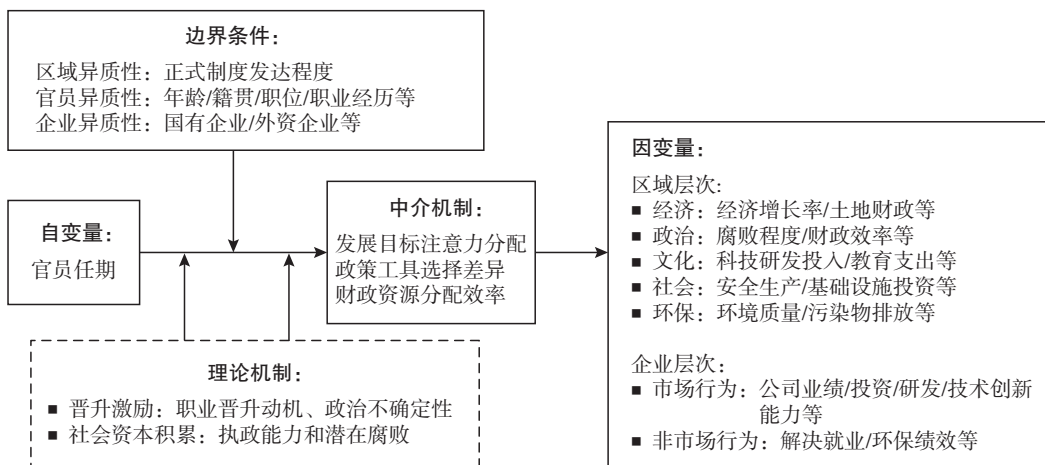 边界条件：
区域异质性：正式制度发达程度
官员异质性：年龄/籍贯/职位/职业经历等
企业异质性：国有企业/外资企业等
自变量：
官员任期
中介机制：
发展目标注意力分配
政策工具选择差异
财政资源分配效率
理论机制：
■ 晋升激励：职业晋升动机、政治不确定性
■ 社会资本积累：执政能力和潜在腐败
因变量：
区域层次:
■ 经济：经济增长率/土地财政等
■ 政治：腐败程度/财政效率等
■ 文化：科技研发投入/教育支出等
■ 社会：安全生产/基础设施投资等
■ 环保：环境质量/污染物排放等
企业层次:
■ 市场行为：公司业绩/投资/研发/技术创新
能力等
■ 非市场行为：解决就业/环保绩效等